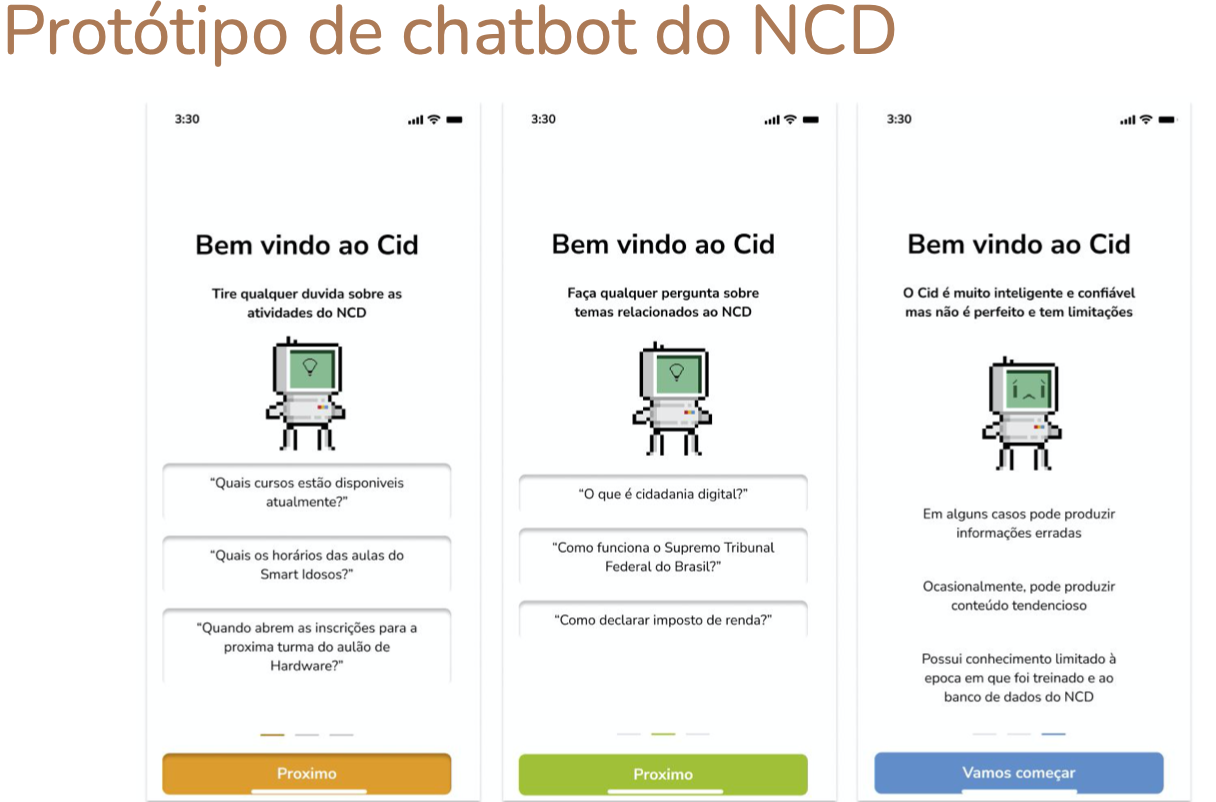 Protótipo de chatbot do NCD
3:30
Bem vindo ao Cid
Tire qualquer duvida sobre as
atividades do NCD
“Quais cursos estão disponiveis
atualmente?”
“Quais os horários das aulas do
Smart Idosos?”
“Quando abrem as inscrições para a
proxima turma do aulão de
Hardware?”
Proximo
3:30
Bem vindo ao Cid
Faça qualquer pergunta sobre
temas relacionados ao NCD
“O que é cidadania digital?”
“Como funciona o Supremo Tribunal
Federal do Brasil?”
“Como declarar imposto de renda?”
Proximo
3:30
Bem vindo ao Cid
O Cid é muito inteligente e confiável
mas não é perfeito e tem limitações
Em alguns casos pode produzir
informações erradas
Ocasionalmente, pode produzir
conteúdo tendencioso
Possui conhecimento limitado à
epoca em que foi treinado e ao
banco de dados do NCD
Vamos começar